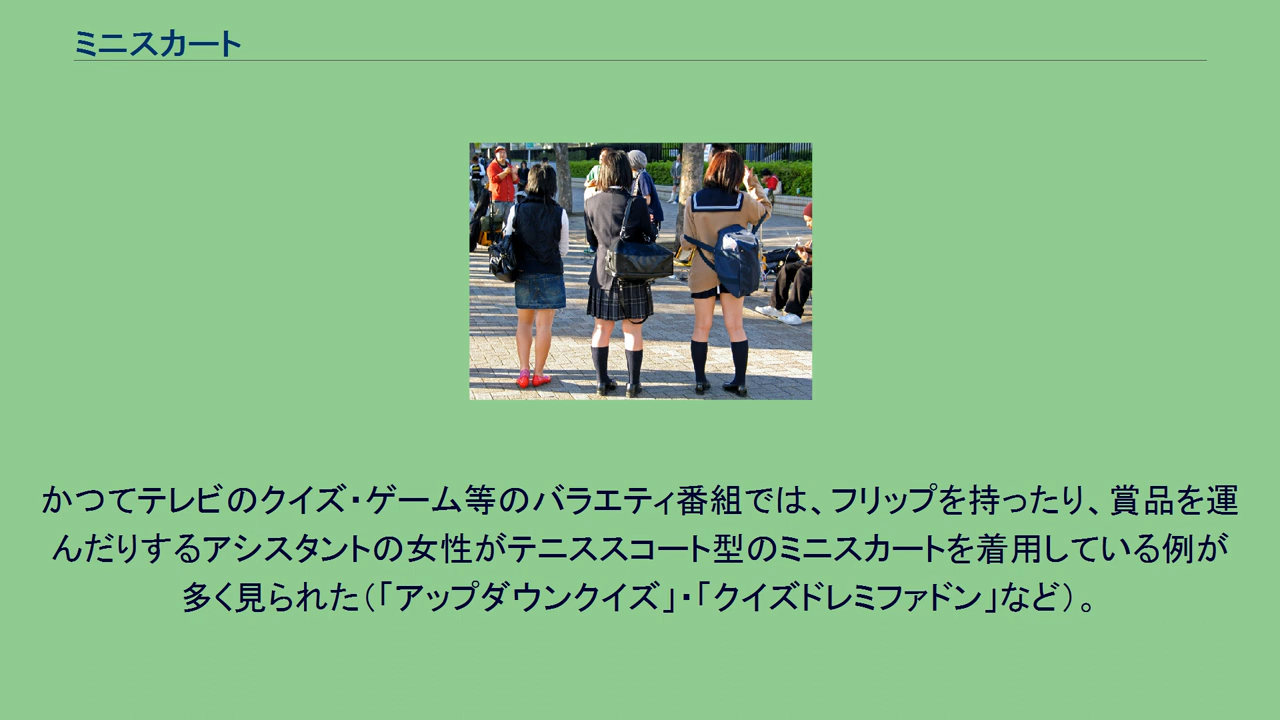 ミニスカート
かつてテレビのクイズ・ゲーム等のバラエティ番組では、フリップを持ったり、賞品を運
んだりするアシスタントの女性がテニススコート型のミニスカートを着用している例が
多く見られた(「アップダウンクイズ」・「クイズドレミファドン」など)。